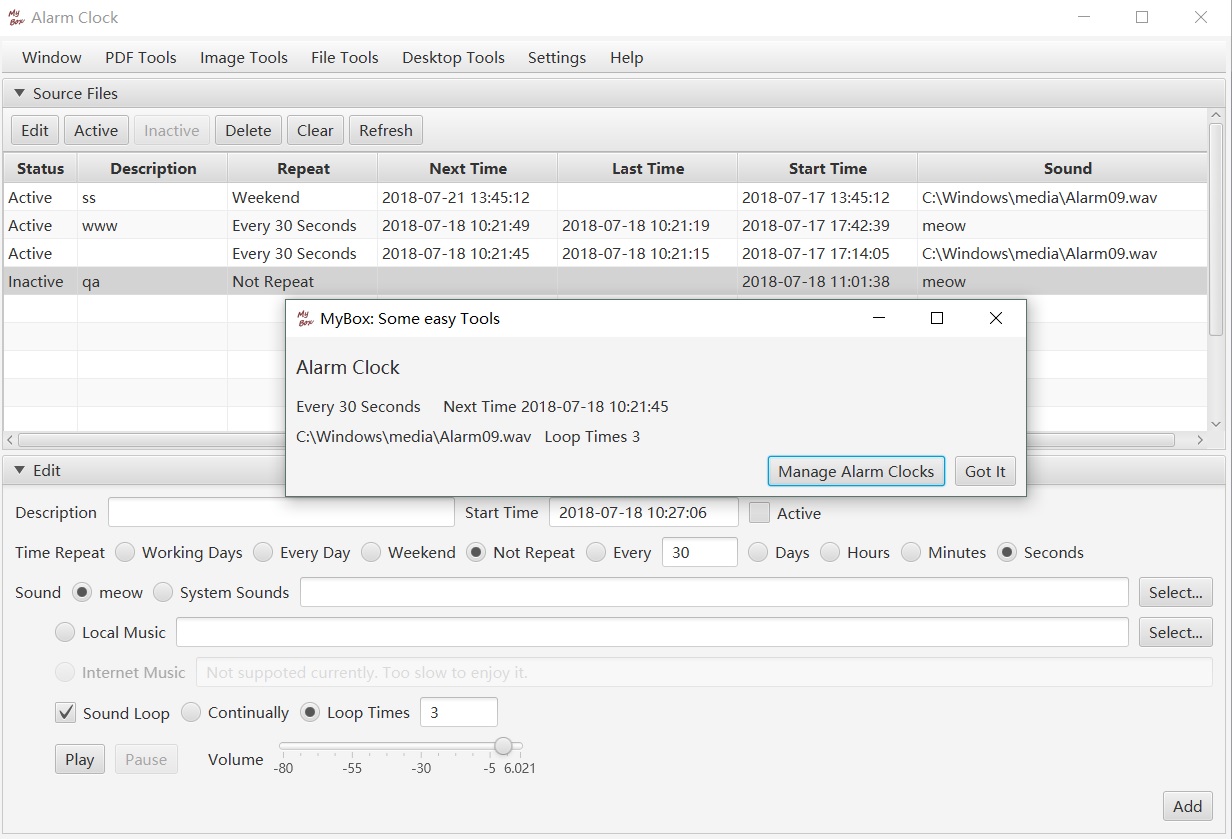 My Box Alarm Clock
Window PDF Tools Image Tools File Tools Desktop Tools Settings Help
Source Files
Edit Active Inactive Delete Clear Refresh
Status Description Repeat Next Time Last Time Start Time Sound
Active ss Weekend 2018-07-21 13:45:12 2018-07-17 13:45:12 C:\Windows\media\Alarm09.wav
Active www Every 30 Seconds 2018-07-18 10:21:49 2018-07-18 10:21:19 2018-07-17 17:42:39 meow
Active Every 30 Seconds 2018-07-18 10:21:45 2018-07-18 10:21:15 2018-07-17 17:14:05 C:\Windows\media\Alarm09.wav
Inactive qa Not Repeat 2018-07-18 11:01:38 meow
My Box MyBox: Some easy Tools
Alarm Clock
Every 30 Seconds Next Time 2018-07-18 10:21:45
C:\Windows\media\Alarm09.wav Loop Times 3
Manage Alarm Clocks Got It
Edit
Description Start Time 2018-07-18 10:27:06 Active
Time Repeat Working Days Every Day Weekend Not Repeat Every 30 Days Hours Minutes Seconds
Sound meow System Sounds Select...
Local Music Select...
Internet Music Not suppoted currently. Too slow to enjoy it.
Sound Loop Continually Loop Times 3
Play Pause Volume
-80 -55 -30 -5 6.021
Add